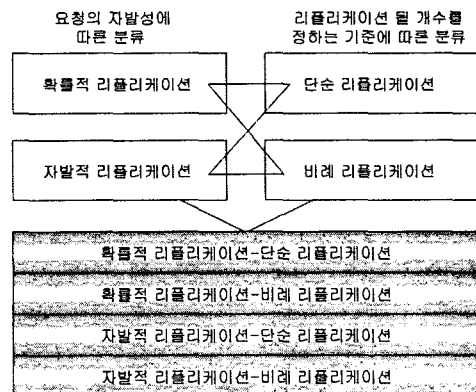 요청의 자발성에
따른 분류
리플리케이션 될 개수를
정하는 기준에 따른 분류
확률적 리플리케이션
단순 리플리케이션
자발적 리플리케이션
비례 리플리케이션
확률적 리플리케이션-단순 리플리케이션
확률적 리플리케이션-비례 리플리케이션
자발적 리플리케이션-단순 리플리케이션
자발적 리플리케이션-비례 리플리케이션